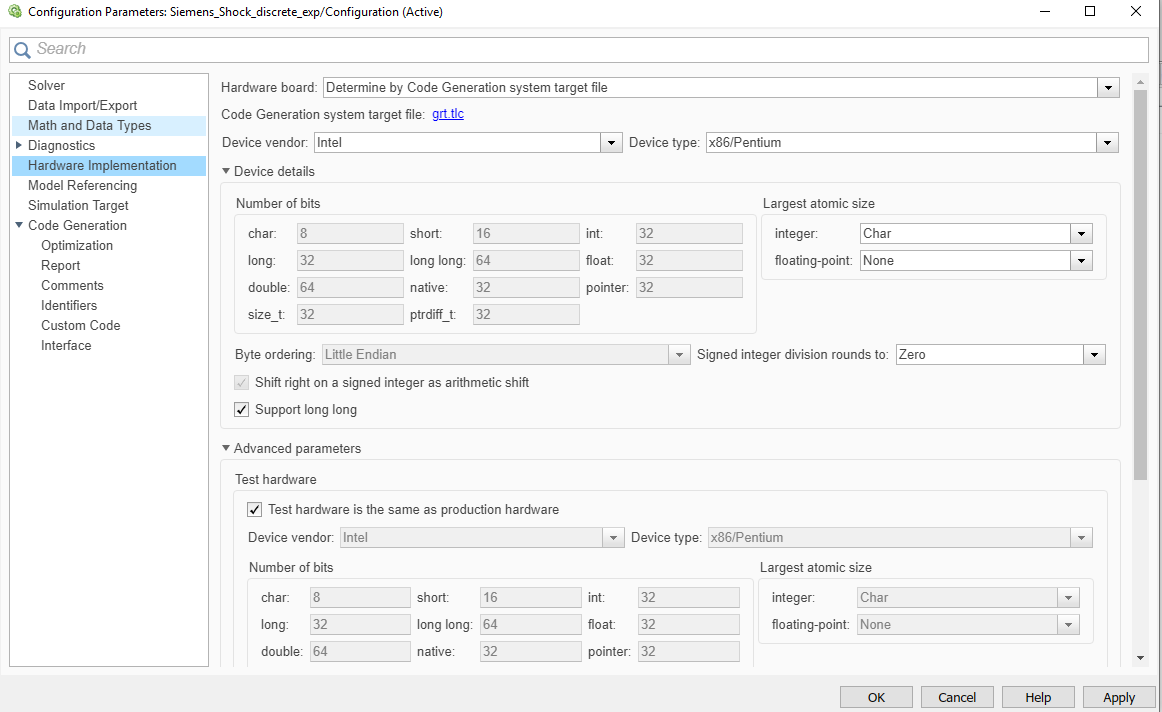 Configuration Parameters: Siemens_Shock_discrete_exp/Configuration (Active)
Search
Solver
Data Import/Export
Math and Data Types
Diagnostics
Hardware Implementation
Model Referencing
Simulation Target
Code Generation
Optimization
Report
Comments
Identifiers
Custom Code
Interface
Hardware board: Determine by Code Generation system target file
Code Generation system target file: grt.tlc
Device vendor: Intel Device type: x86/Pentium
Device details
Number of bits Largest atomic size
char: 8 short: 16 int: 32 integer: Char
long: 32 long long: 64 float: 32 floating-point: None
double: 64 native: 32 pointer: 32
size_t: 32 ptrdiff_t: 32
Byte ordering: Little Endian Signed integer division rounds to: Zero
Shift right on a signed integer as arithmetic shift
Support long long
Advanced parameters
Test hardware
Test hardware is the same as production hardware
Device vendor: Intel Device type: x86/Pentium
Number of bits Largest atomic size
char: 8 short: 16 int: 32 integer: Char
long: 32 long long: 64 float: 32 floating-point: None
double: 64 native: 32 pointer: 32
OK Cancel Help Apply